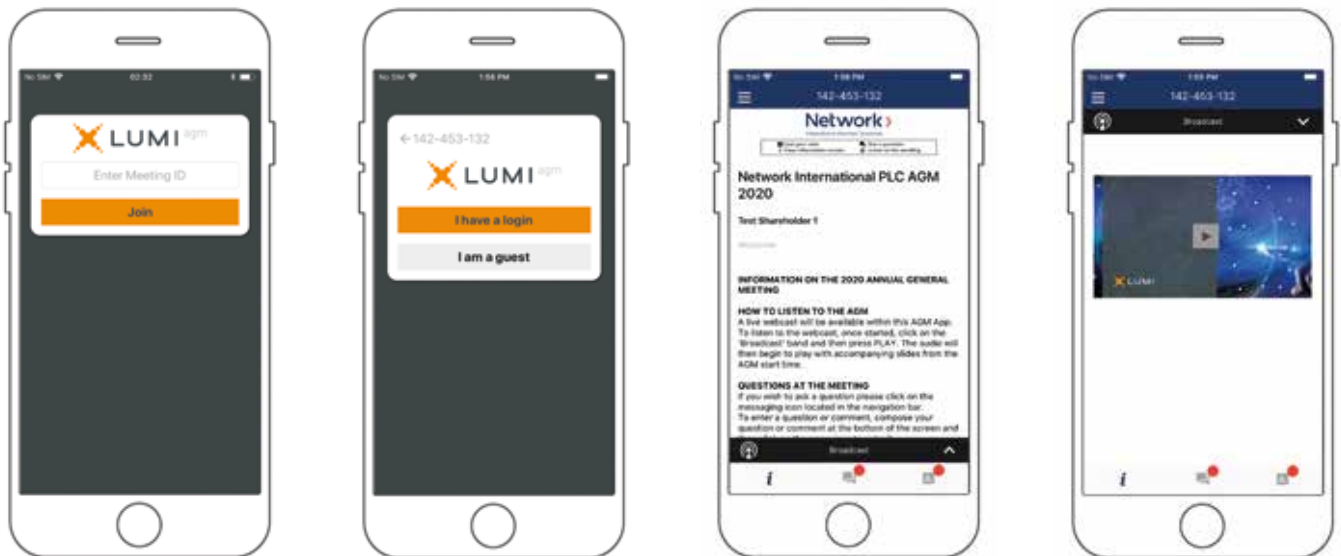 No SIM
02:52
LUMI agm
Enter Meeting ID
Join
No SIM
1:56 PM
←142-453-132
LUMI agm
I have a login
I am a guest
No SIM
1:56 PM
142-453-132
Network›
Network International PLC AGM
2020
Test Shareholder 1
INFORMATION ON THE 2020 ANNUAL GENERAL
MEETING
HOW TO LISTEN TO THE AGM
A live webcast will be available within this AGM App.
To listen to the webcast, once started, click on the
'Broadcast' band and then press PLAY. The audio will
then begin to play with accompanying slides from the
AGM start time.
QUESTIONS AT THE MEETING
If you wish to ask a question please click on the
messaging icon located in the navigation bar.
To enter a question or comment, compose your
question or comment at the bottom of the screen and
Broadcast
i
No SIM
142-453-132
Broadcast
LUMI
i